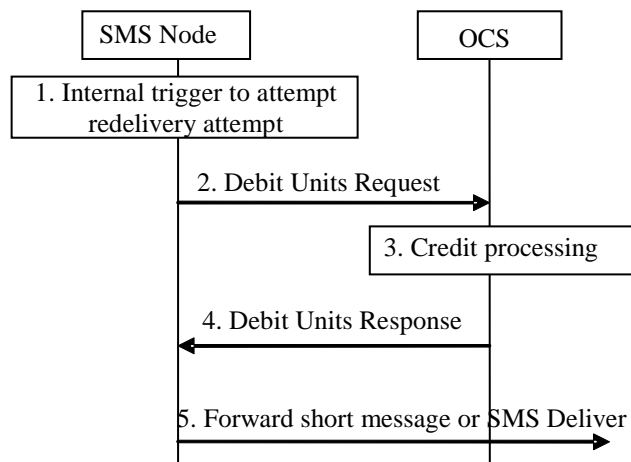 SMS Node
OCS
1. Internal trigger to attempt
redelivery attempt
2. Debit Units Request
3. Credit processing
4. Debit Units Response
5. Forward short message or SMS Deliver